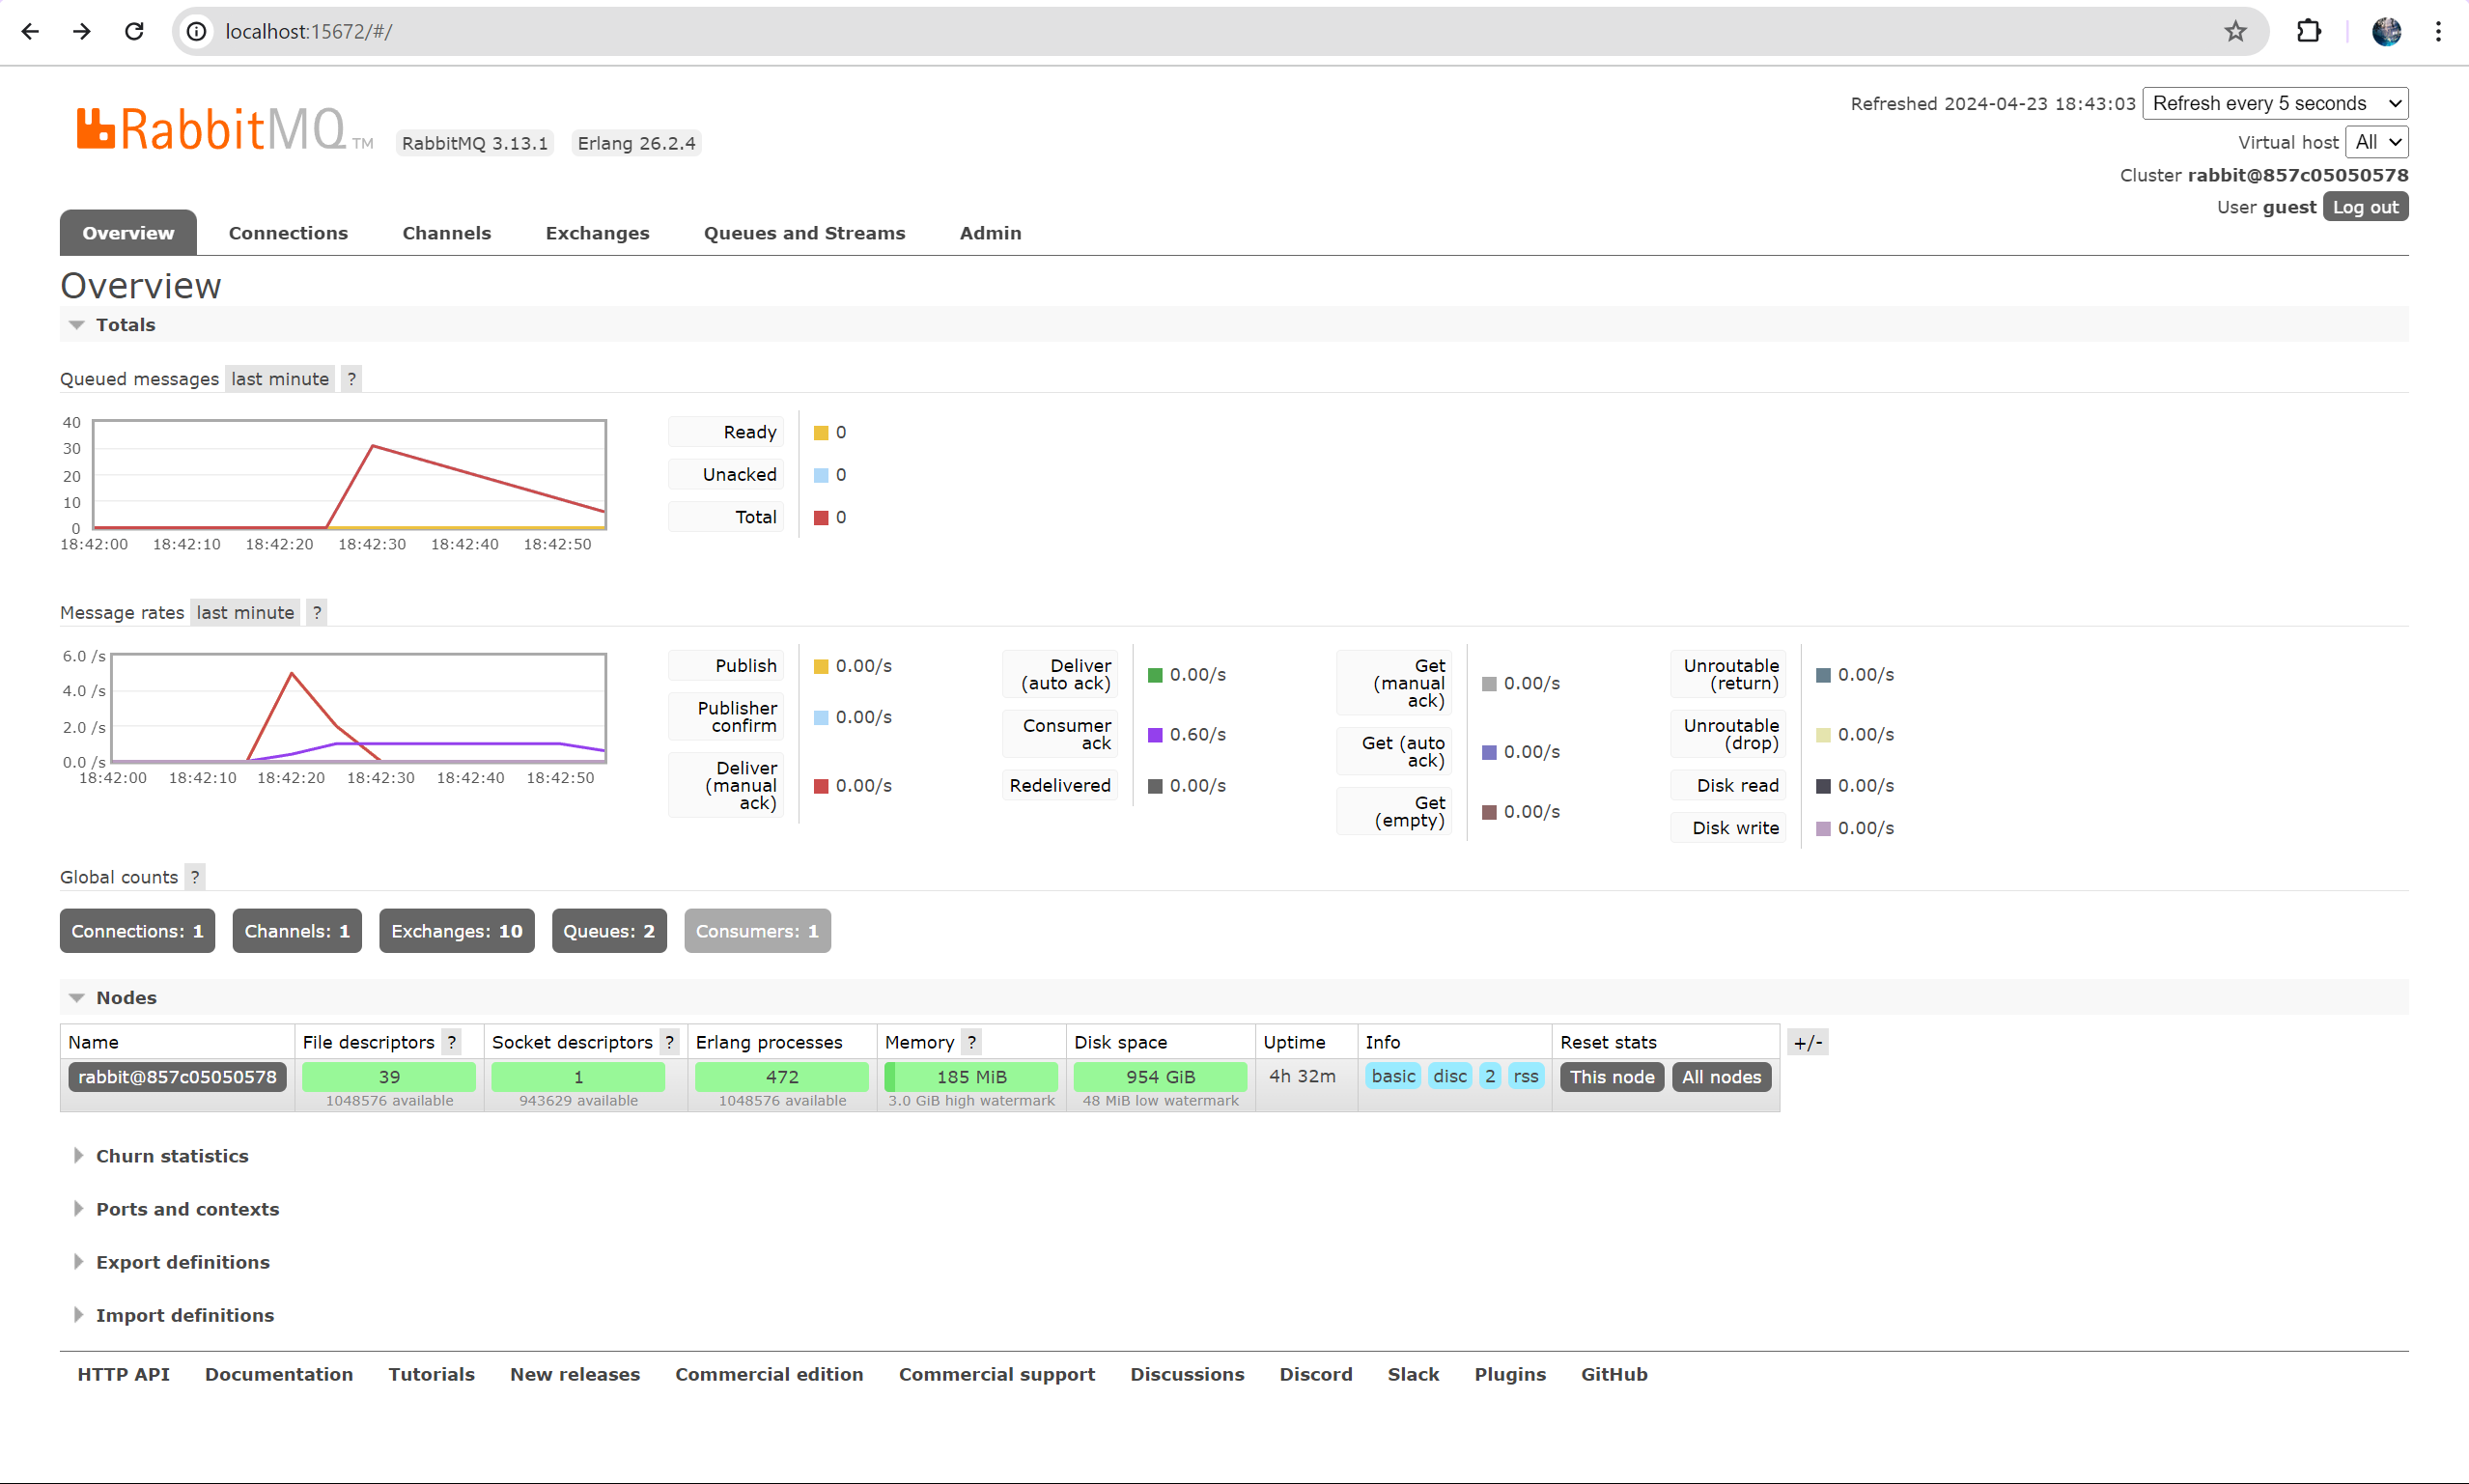 localhost:15672/#/
RabbitMQ TM RabbitMQ 3.13.1 Erlang 26.2.4
Refreshed 2024-04-23 18:43:03 Refresh every 5 seconds
Virtual host All
Cluster rabbit@857c05050578
User guest Log out
Overview Connections Channels Exchanges Queues and Streams Admin
Overview
Totals
Queued messages last minute ?
40
30
20
10
0
18:42:00 18:42:10 18:42:20 18:42:30 18:42:40 18:42:50
Ready 0
Unacked 0
Total 0
Message rates last minute ?
6.0 /s
4.0 /s
2.0 /s
0.0 /s
18:42:00 18:42:10 18:42:20 18:42:30 18:42:40 18:42:50
Publish 0.00/s
Publisher
confirm 0.00/s
Deliver
(manual
ack) 0.00/s
Deliver
(auto ack) 0.00/s
Consumer
ack 0.60/s
Redelivered 0.00/s
Get
(manual
ack) 0.00/s
Get (auto
ack) 0.00/s
Get
(empty) 0.00/s
Unroutable
(return) 0.00/s
Unroutable
(drop) 0.00/s
Disk read 0.00/s
Disk write 0.00/s
Global counts ?
Connections: 1 Channels: 1 Exchanges: 10 Queues: 2 Consumers: 1
Nodes
Name File descriptors ? Socket descriptors ? Erlang processes Memory ? Disk space Uptime Info Reset stats +/-
rabbit@857c05050578 39 1 472 185 MiB 954 GiB 4h 32m basic disc 2 rss This node All nodes
1048576 available 943629 available 1048576 available 3.0 GiB high watermark 48 MiB low watermark
Churn statistics
Ports and contexts
Export definitions
Import definitions
HTTP API Documentation Tutorials New releases Commercial edition Commercial support Discussions Discord Slack Plugins GitHub